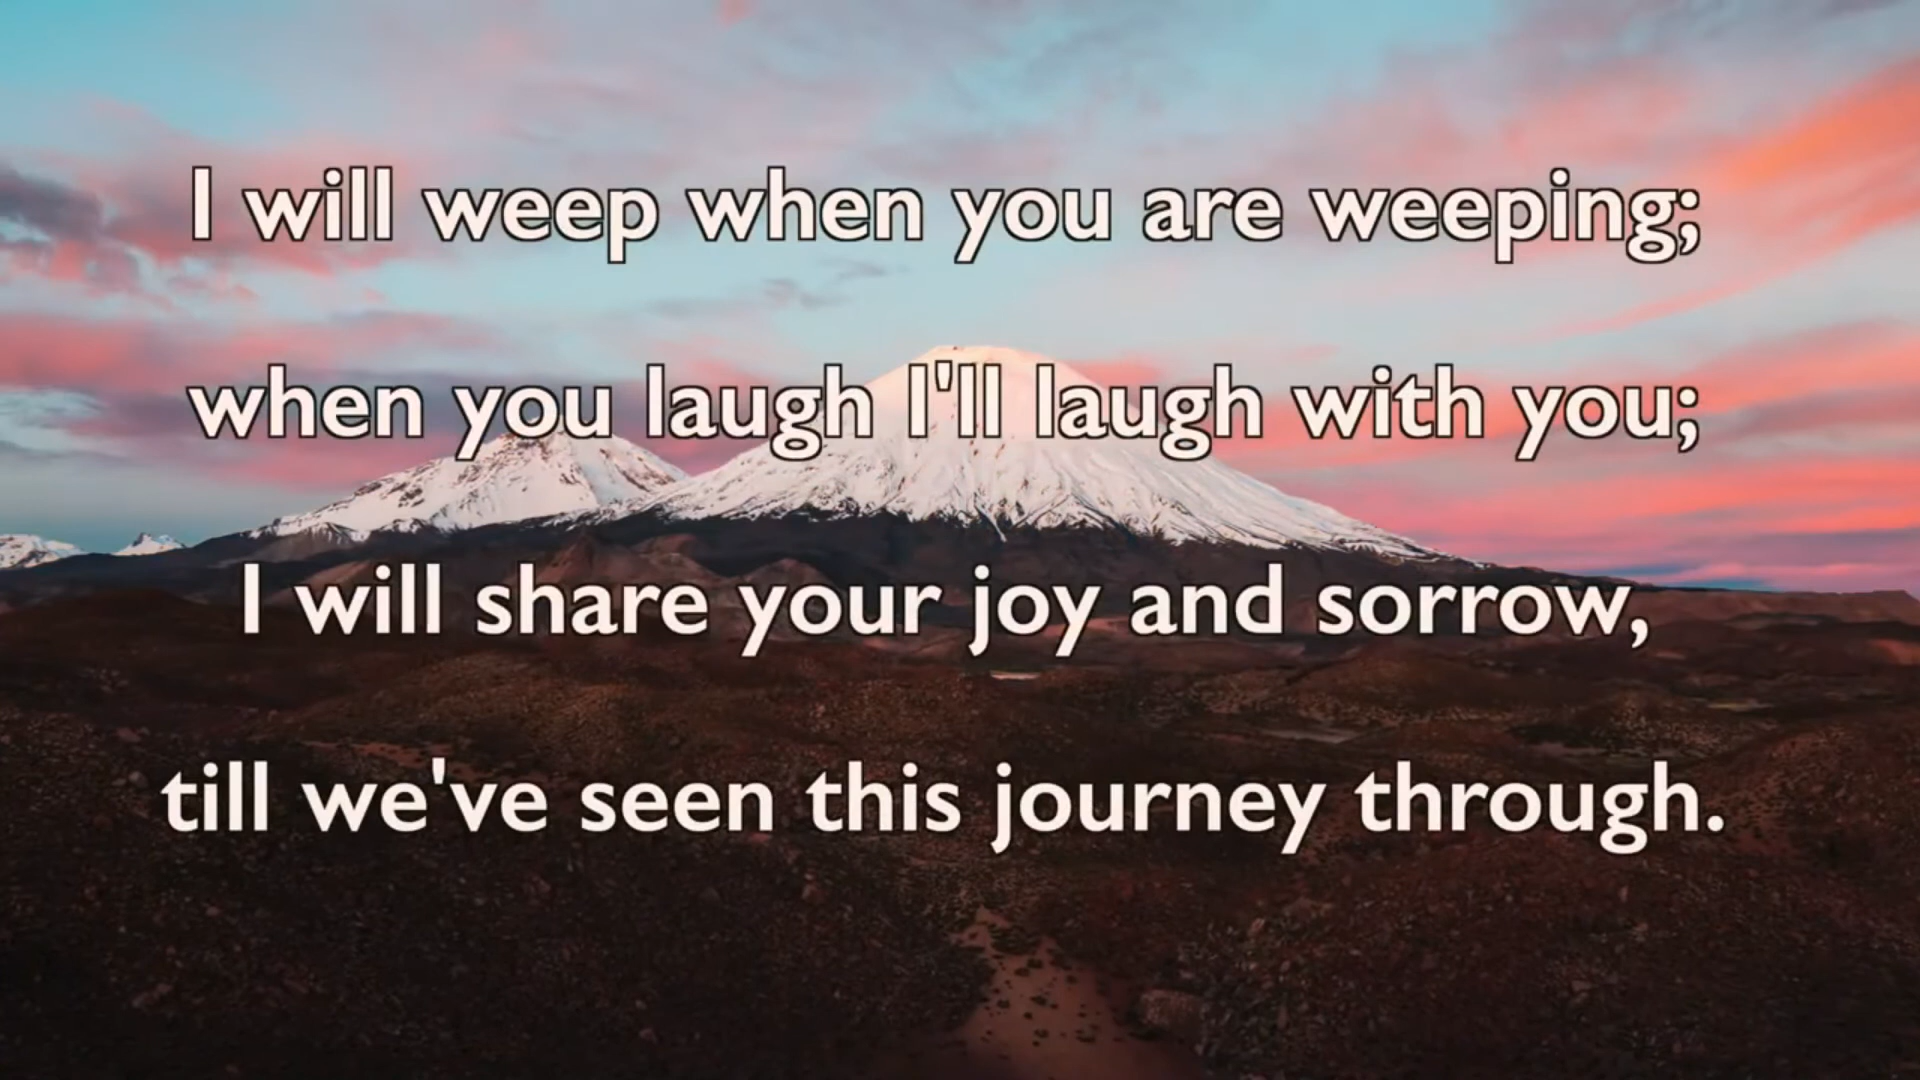 I will weep when you are weeping;
when you laugh I'll laugh with you;
I will share your joy and sorrow,
till we've seen this journey through.